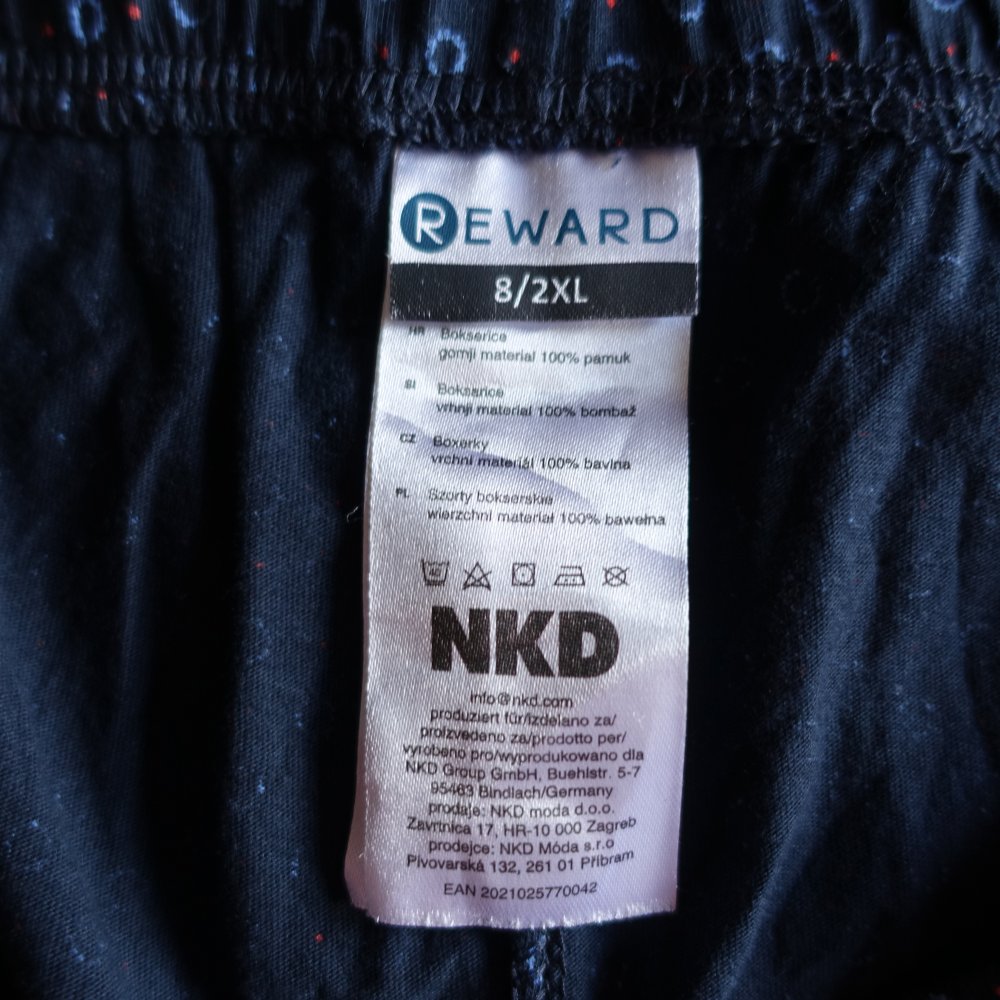 REWARD
8/2XL
HR Bokserice
gornji material 100% pamuk
SI Boksarice
vrhnji material 100% bombaž
CZ Boxerky
vrchní materiál 100% bavlna
PL Szorty bokserskie
wierzchni materiał 100% bawełna
NKD
info@nkd.com
produziert für/izdelano za/
proizvedeno za/prodotto per/
vyrobeno pro/wyprodukowano dla
NKD Group GmbH, Buehlstr. 5-7
95463 Bindlach/Germany
prodaje: NKD moda d.o.o.
Zavrtnica 17, HR-10 000 Zagreb
prodejce: NKD Móda s.r.o
Pivovarská 132, 261 01 Příbram
EAN 2021025770042